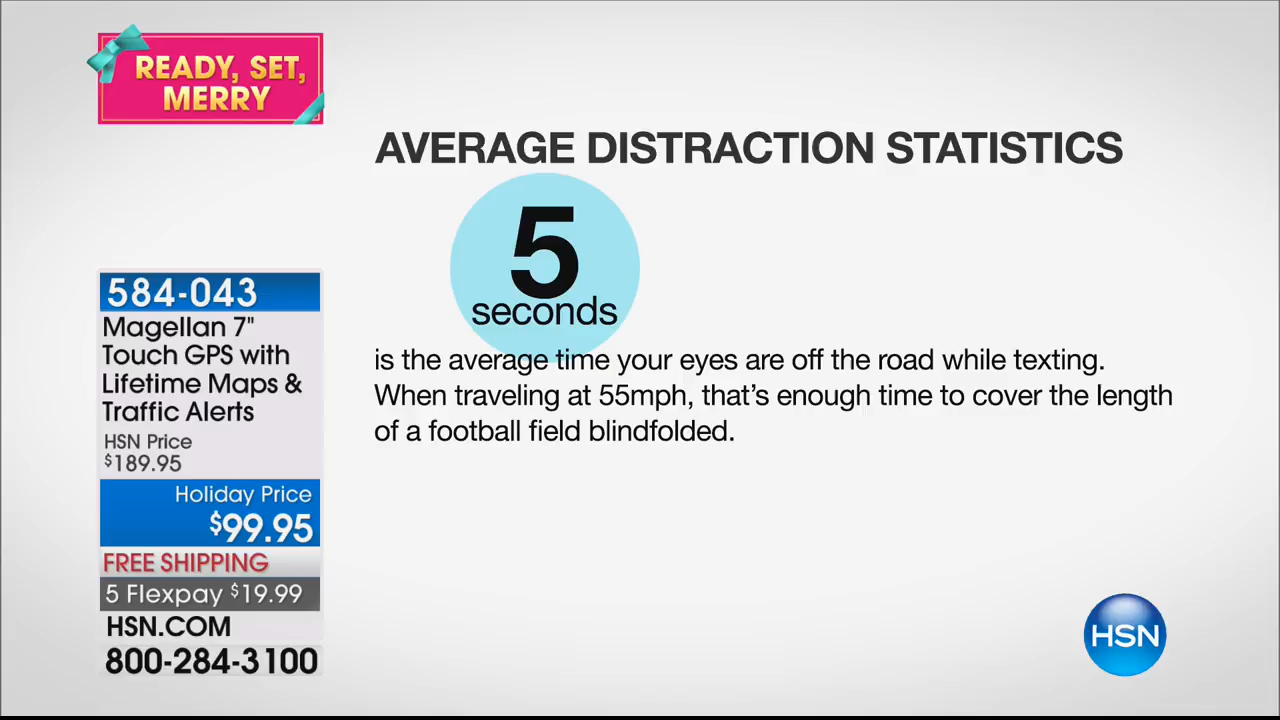 READY, SET,
MERRY
AVERAGE DISTRACTION STATISTICS
5
seconds
is the average time your eyes are off the road while texting.
When traveling at 55mph, that's enough time to cover the length
of a football field blindfolded.
584-043
Magellan 7"
Touch GPS with
Lifetime Maps &
Traffic Alerts
HSN Price
$189.95
Holiday Price
$99.95
FREE SHIPPING
5 Flexpay $19.99
HSN.COM
800-284-3100
HSN